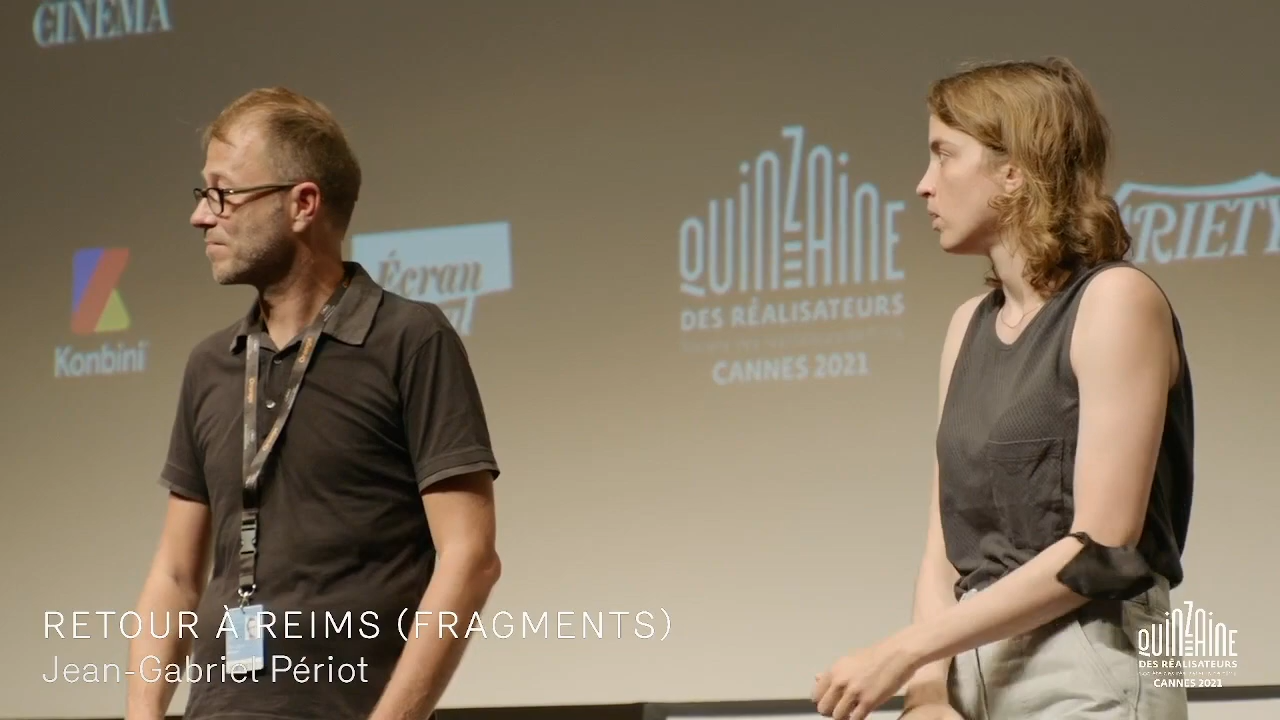 CINEMA
QUINZAINE
DES RÉALISATEURS
CANNES 2021
VARIETY
Écran
Konbini
RETOUR À REIMS (FRAGMENTS)
Jean-Gabriel Périot
QUINZAINE
DES RÉALISATEURS
CANNES 2021